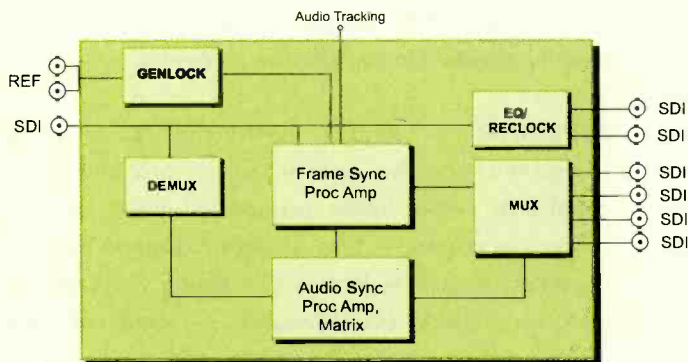 Audio Tracking
REF
GENLOCK
SDI
EQ/
RECLOCK
SDI
SDI
DEMUX
Frame Sync
Proc Amp
MUX
SDI
SDI
SDI
SDI
Audio Sync
Proc Amp,
Matrix